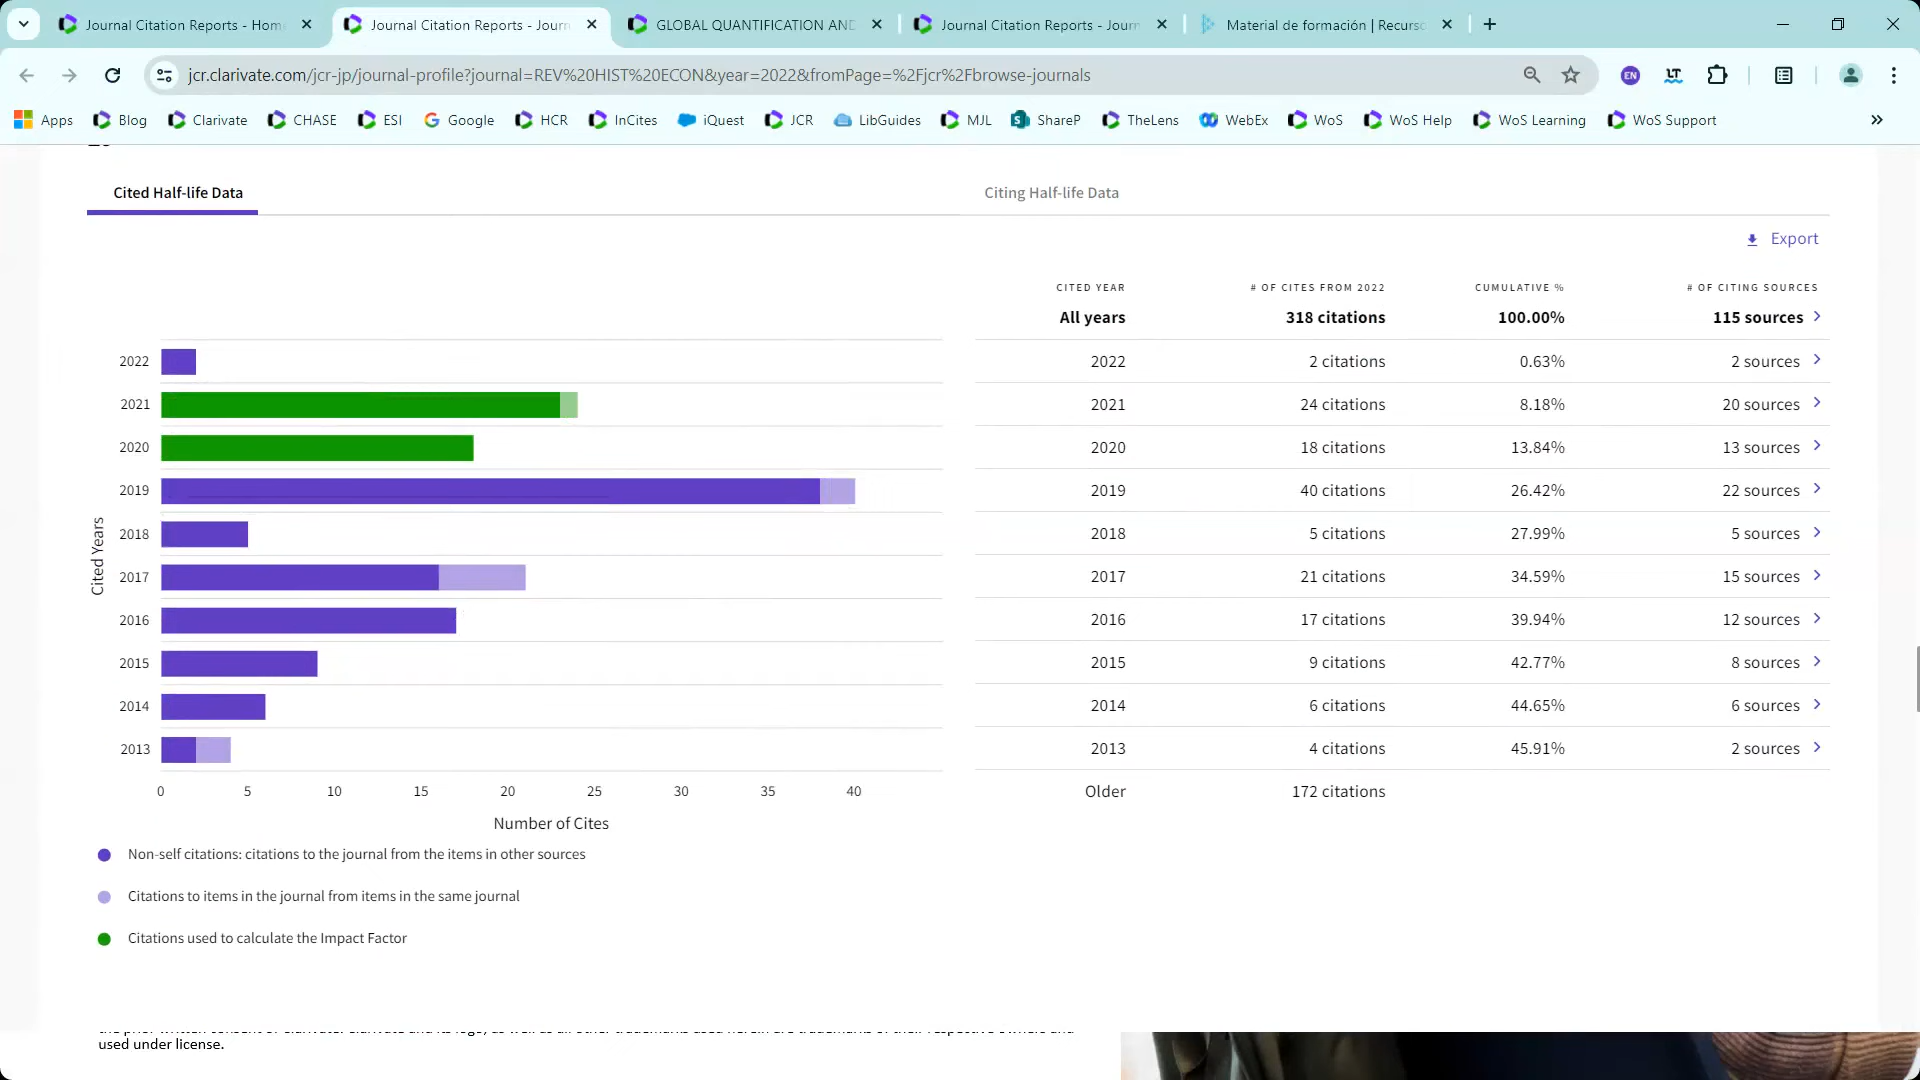 Journal Citation Reports - Hom
Journal Citation Reports - Journ
GLOBAL QUANTIFICATION AND
Journal Citation Reports - Journ
Material de formación | Recurso
jcr.clarivate.com/jcr-jp/journal-profile?journal=REV%20HIST%20ECON&year=2022&fromPage=%2Fjcr%2Fbrowse-journals
EN
LT
Apps
Blog
Clarivate
CHASE
ESI
Google
HCR
InCites
iQuest
JCR
LibGuides
MJL
ShareP
TheLens
WebEx
WoS
WoS Help
WoS Learning
WoS Support
Cited Half-life Data
Citing Half-life Data
Export
CITED YEAR # OF CITES FROM 2022 CUMULATIVE % # OF CITING SOURCES
All years 318 citations 100.00% 115 sources
2022 2 citations 0.63% 2 sources
2021 24 citations 8.18% 20 sources
2020 18 citations 13.84% 13 sources
2019 40 citations 26.42% 22 sources
2018 5 citations 27.99% 5 sources
2017 21 citations 34.59% 15 sources
2016 17 citations 39.94% 12 sources
2015 9 citations 42.77% 8 sources
2014 6 citations 44.65% 6 sources
2013 4 citations 45.91% 2 sources
Older 172 citations
Cited Years
2022
2021
2020
2019
2018
2017
2016
2015
2014
2013
0 5 10 15 20 25 30 35 40
Number of Cites
Non-self citations: citations to the journal from the items in other sources
Citations to items in the journal from items in the same journal
Citations used to calculate the Impact Factor
used under license.